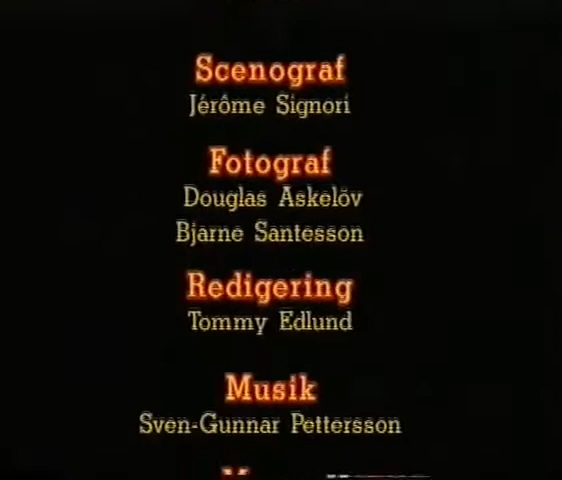 Scenograf
Jérôme Signori
Fotograf
Douglas Askelöv
Bjarne Santesson
Redigering
Tommy Edlund
Musik
Sven-Gunnar Pettersson